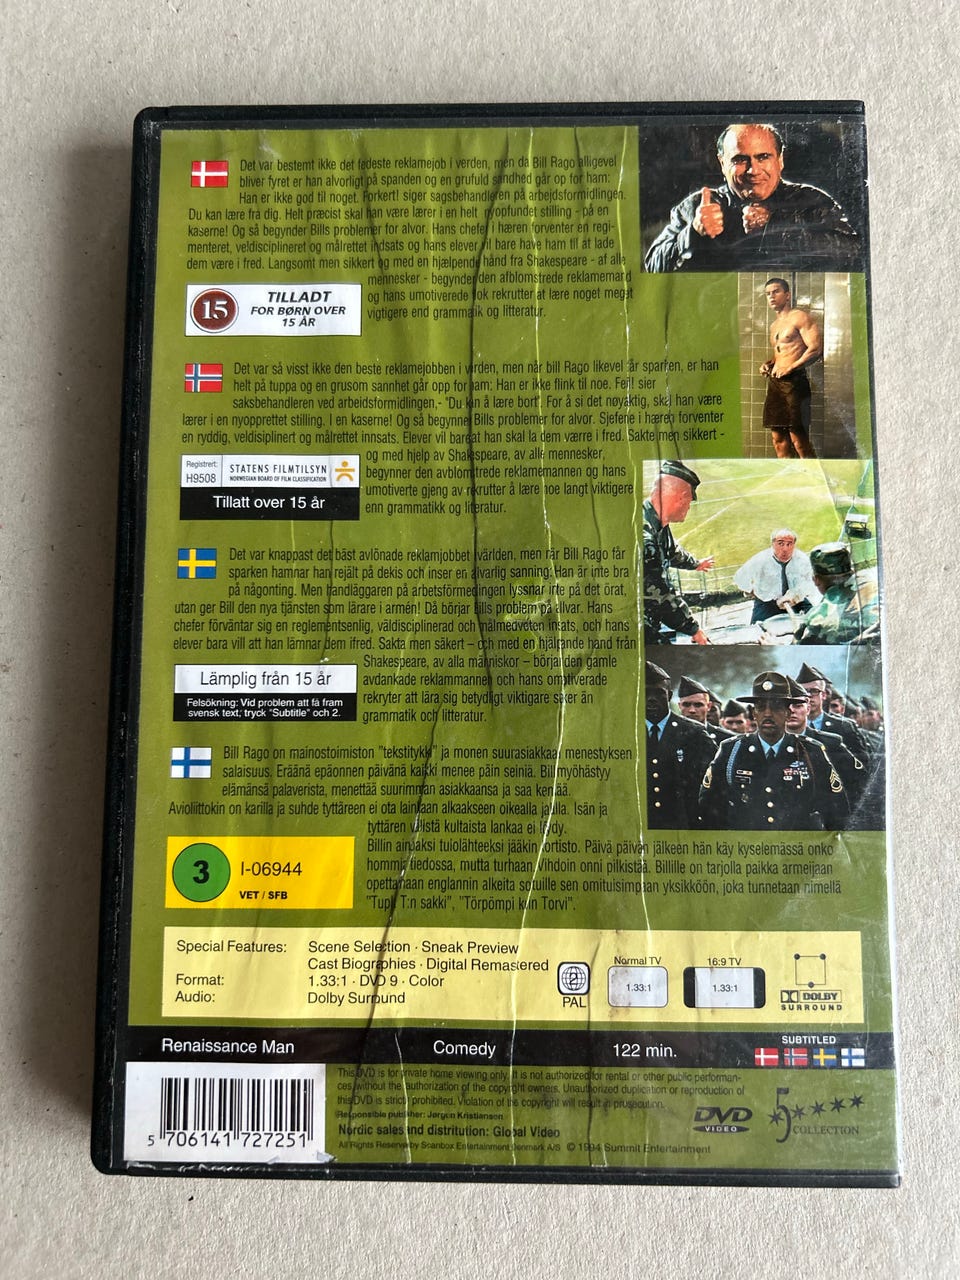 Det var bestemt ikke det fedeste reklamejob i verden, men da Bill Rago alligevel
bliver fyret er han alvorligt på spanden og en grufuld sandhed går op for ham:
Han er ikke god til noget. Forkert! siger sagsbehandleren på arbejdsformidlingen.
Du kan lære fra dig. Helt præcist skal han være lærer i en helt nyopfundet stilling - på en
kaserne! Og så begynder Bills problemer for alvor. Hans chefer i hæren forventer en regi-
menteret, veldisciplineret og målrettet indsats og hans elever vil bare have ham til at lade
dem være i fred. Langsomt men sikkert og med en hjælpende hånd fra Shakespeare - af alle
mennesker - begynder den afblomstrede reklamemand
og hans umotiverede flok rekrutter at lære noget meget
vigtigere end grammatik og litteratur.
15
TILLADT
FOR BØRN OVER
15 ÅR
Det var så visst ikke den beste reklamejobben i verden, men når bill Rago likevel får sparken, er han
helt på tuppa og en grusom sannhet går opp for ham: Han er ikke flink til noe. Feil! sier
saksbehandleren ved arbeidsformidlingen,- "Du kan å lære bort". For å si det nøyaktig, skal han være
lærer i en nyopprettet stilling. I en kaserne! Og så begynner Bills problemer for alvor. Sjefene i hæren forventer
en ryddig, veldisiplinert og målrettet innsats. Elever vil bare at han skal la dem værre i fred. Sakte men sikkert -
og med hjelp av Shakespeare, av alle mennesker,
begynner den avblomstrede reklamemannen og hans
umotiverte gjeng av rekrutter å lære noe langt viktigere
enn grammatikk og litteratur.
Registrert:
H9508
STATENS FILMTILSYN
NORWEGIAN BOARD OF FILM CLASSIFICATION
Tillatt over 15 år
Det var knappast det bäst avlönade reklamjobbet i världen, men när Bill Rago får
sparken hamnar han rejält på dekis och inser en alvarlig sanning: Han är inte bra
på någonting. Men handläggaren på arbetsförmedlingen lyssnar inte på det örat,
utan ger Bill den nya tjänsten som lärare i armén! Då börjar Bills problem på allvar. Hans
chefer förväntar sig en reglementsenlig, väldisciplinerad och målmedveten insats, och hans
elever bara vill att han lämnar dem ifred. Sakta men säkert – och med en hjälpande hand från
Shakespeare, av alla människor – börjar den gamle
avdankade reklammannen och hans omotiverade
rekryter att lära sig betydligt viktigare saker än
grammatik och litteratur.
Lämplig från 15 år
Felsökning: Vid problem att få fram
svensk text, tryck "Subtitle" och 2.
Bill Rago on mainostoimiston "tekstitykki" ja monen suurasiakkaan menestyksen
salaisuus. Eräänä epäonnen päivänä kaikki menee päin seiniä. Bill myöhästyy
elämänsä palaverista, menettää suurimman asiakkaansa ja saa kenkää.
Avioliittokin on karilla ja suhde tyttäreen ei ota lainkaan alkaakseen oikealla jalalla. Isän ja
tyttären välistä kultaista lankaa ei löydy.
Billin ainoaksi tulolähteeksi jääkin kortisto. Päivä päivän jälkeen hän käy kyselemässä onko
hommia tiedossa, mutta turhaan. Vihdoin onni pilkistää. Billille on tarjolla paikka armeijaan
opettamaan englannin alkeita sotuille sen omituisimpaan yksikköön, joka tunnetaan nimellä
"Tupla T:n sakki", "Törpömpi kuin Torvi".
3
I-06944
VET / SFB
Special Features: Scene Selection · Sneak Preview
Cast Biographies · Digital Remastered
Format: 1.33:1 · DVD 9 · Color
Audio: Dolby Surround
2
PAL
Normal TV
1.33:1
16:9 TV
1.33:1
DOLBY
SURROUND
Renaissance Man Comedy 122 min.
SUBTITLED
5 706141 727251
This DVD is for private home viewing only. It is not authorized for rental or other public performan-
ces without the authorization of the copyright owners. Unauthorized duplication or reproduction of
this DVD is strictly prohibited. Violation of the copyright will result in prosecution.
Responsible publisher: Jørgen Kristiansen
Nordic sales and distritution: Global Video
All Rights Reserved by Scanbox Entertainment Denmark A/S © 1994 Summit Entertainment
DVD
VIDEO
5
COLLECTION